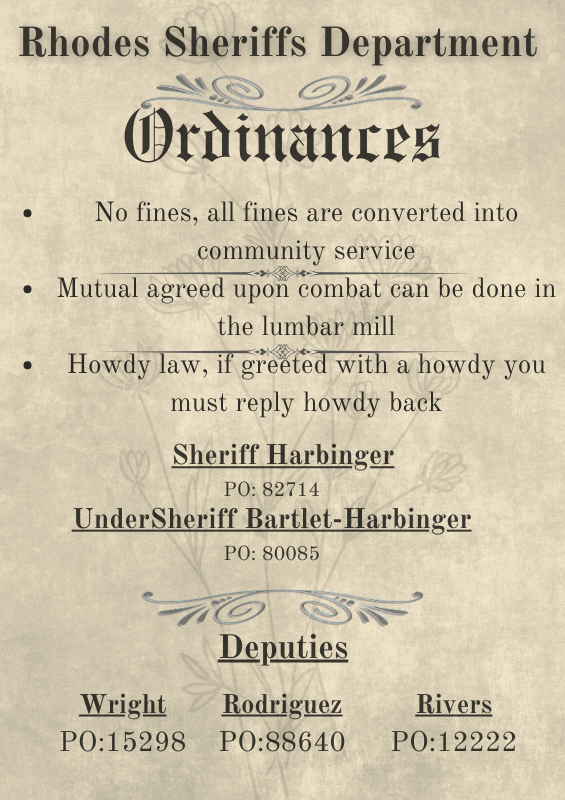 Rhodes Sheriffs Department
Ordinances
• No fines, all fines are converted into
community service
• Mutual agreed upon combat can be done in
the lumbar mill
• Howdy law, if greeted with a howdy you
must reply howdy back
Sheriff Harbinger
PO: 82714
UnderSheriff Bartlet-Harbinger
PO: 80085
Deputies
Wright Rodriguez Rivers
PO:15298 PO:88640 PO:12222